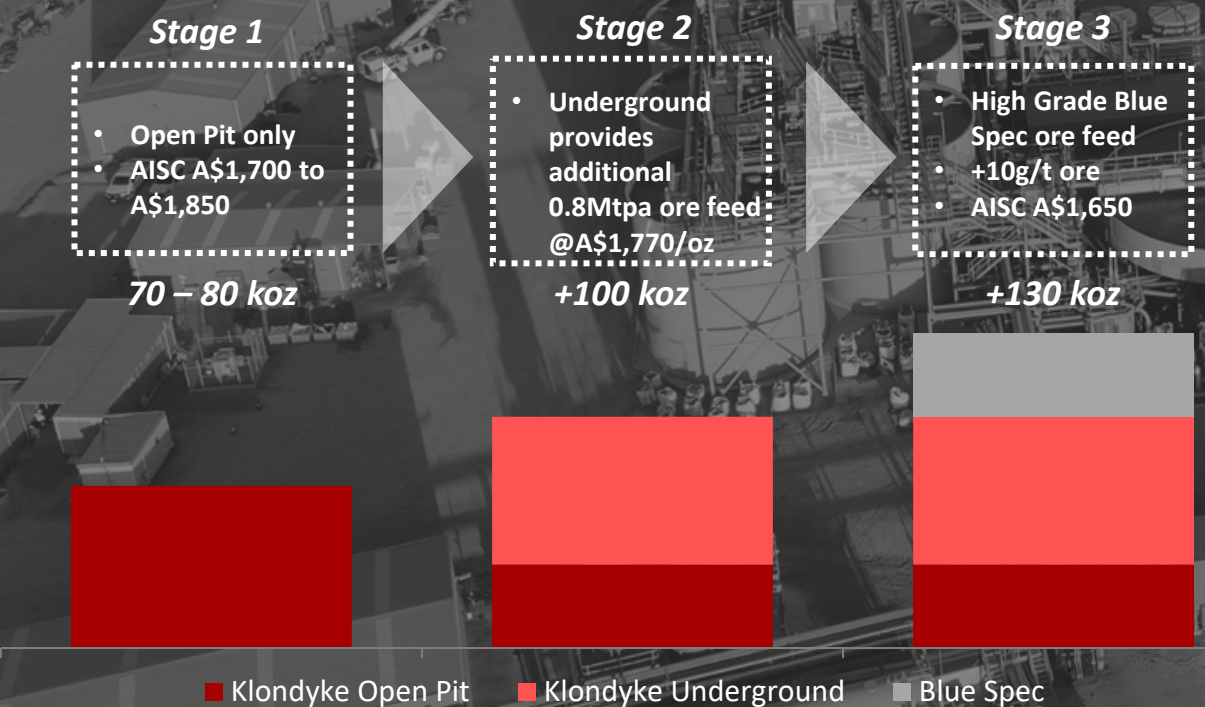 Stage 1
• Open Pit only
• AISC A$1,700 to
A$1,850
70 – 80 koz
Stage 2
• Underground
provides
additional
0.8Mtpa ore feed
@A$1,770/oz
+100 koz
Stage 3
• High Grade Blue
Spec ore feed
• +10g/t ore
• AISC A$1,650
+130 koz
Klondyke Open Pit
Klondyke Underground
Blue Spec